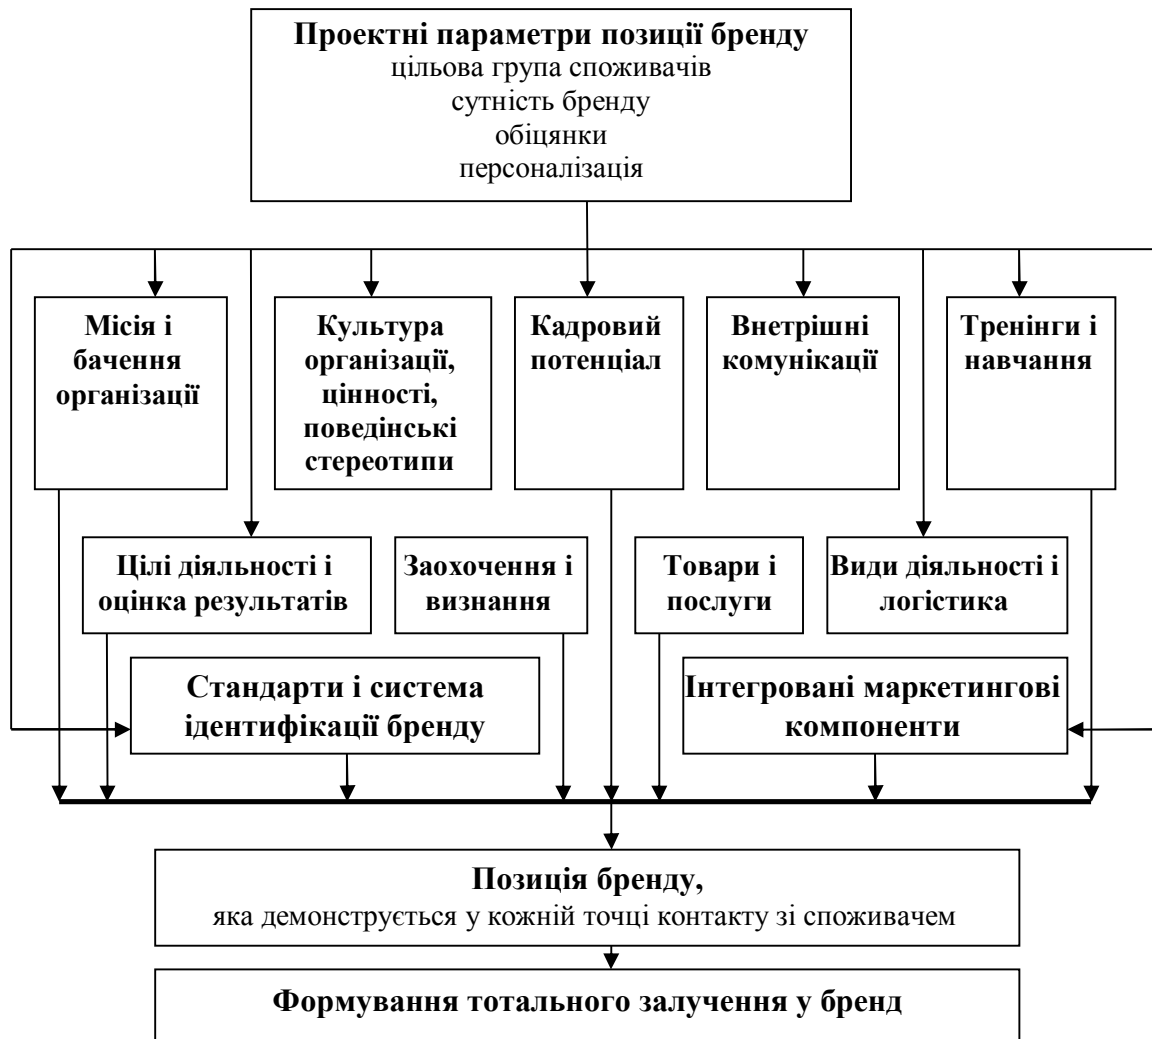 Проектні параметри позиції бренду
цільова група споживачів
сутність бренду
обіцянки
персоналізація
Місія і
бачення
організації
Культура
організації,
цінності,
поведінські
стереотипи
Кадровий
потенціал
Внетрішні
комунікації
Тренінги і
навчання
Цілі діяльності і
оцінка результатів
Заохочення і
визнання
Товари і
послуги
Види діяльності і
логістика
Стандарти і система
ідентифікації бренду
Інтегровані маркетингові
компоненти
Позиція бренду,
яка демонструється у кожній точці контакту зі споживачем
Формування тотального залучення у бренд